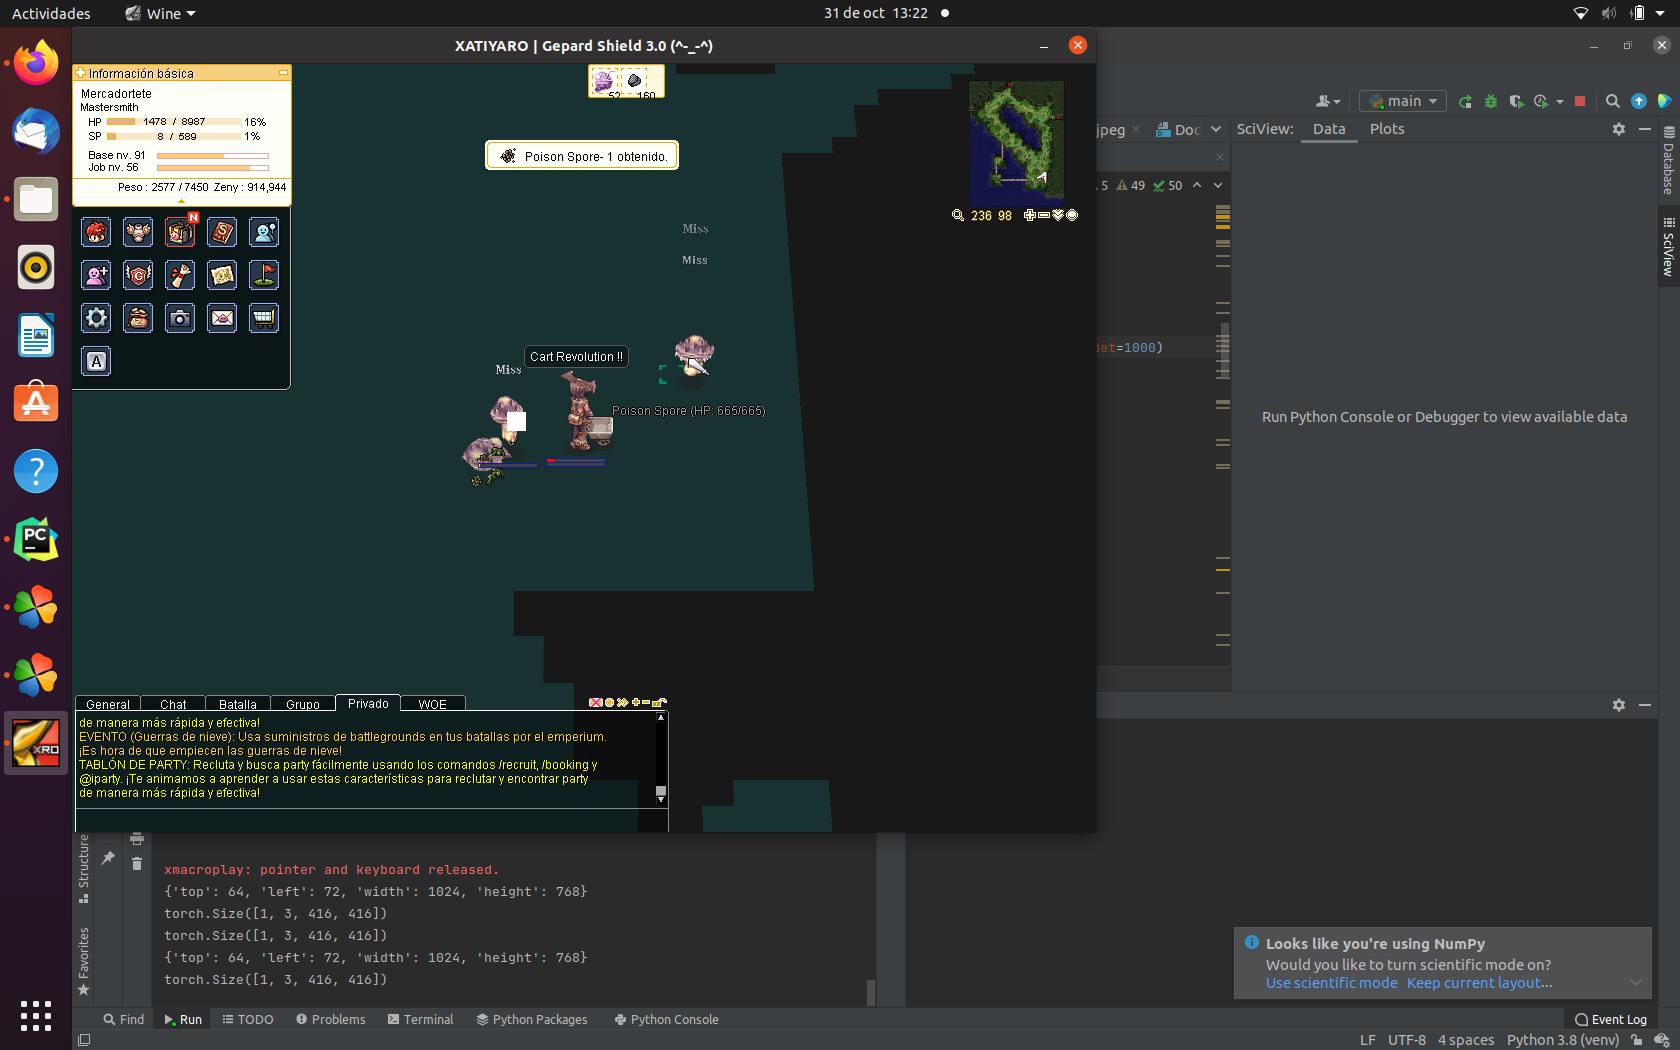 Actividades
Wine
31 de oct 13:22
XATIYARO | Gepard Shield 3.0 (^-_-^)
Información básica
Mercadortete
Mastersmith
HP 1478 / 8987 16%
SP 8 / 589 1%
Base nv. 91
Job nv. 56
Peso : 2577 / 7450 Zeny : 914,944
N
A
52 160
Poison Spore- 1 obtenido.
Miss
Miss
Cart Revolution !!
Miss
Poison Spore (HP: 665/665)
236 98
General Chat Batalla Grupo Privado WOE
de manera más rápida y efectiva!
EVENTO (Guerras de nieve): Usa suministros de battlegrounds en tus batallas por el emperium.
¡Es hora de que empiecen las guerras de nieve!
TABLÓN DE PARTY: Recluta y busca party fácilmente usando los comandos /recruit, /booking y
@iparty. ¡Te animamos a aprender a usar estas características para reclutar y encontrar party
de manera más rápida y efectiva!
main
jpeg
Doc
SciView: Data Plots
5 49 50
det=1000)
Run Python Console or Debugger to view available data
Database
SciView
Structure
Favorites
xmacroplay: pointer and keyboard released.
{'top': 64, 'left': 72, 'width': 1024, 'height': 768}
torch.Size([1, 3, 416, 416])
torch.Size([1, 3, 416, 416])
{'top': 64, 'left': 72, 'width': 1024, 'height': 768}
torch.Size([1, 3, 416, 416])
Looks like you're using NumPy
Would you like to turn scientific mode on?
Use scientific mode Keep current layout...
Find Run TODO Problems Terminal Python Packages Python Console
Event Log
LF UTF-8 4 spaces Python 3.8 (venv)
PC
XRO